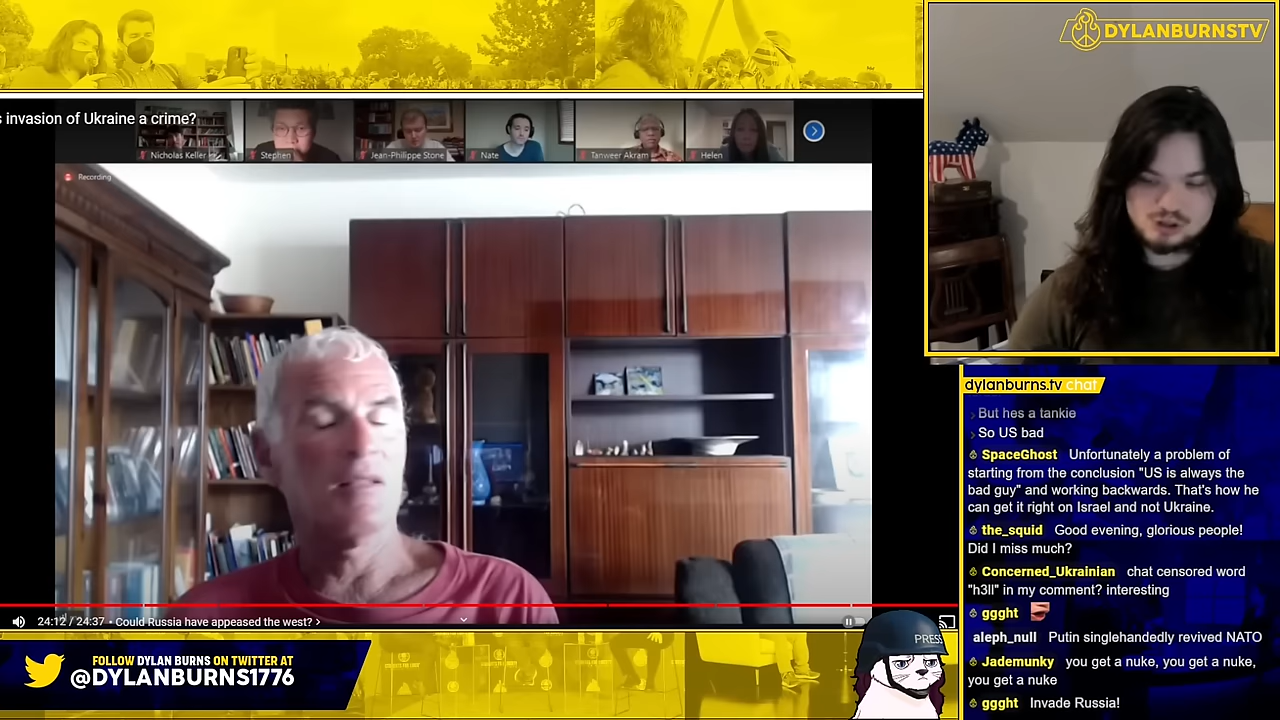 DYLANBURNSTV
s invasion of Ukraine a crime?
Nicholas Keller
Stephen
Jean-Philippe Stone
Nate
Tanweer Akram
Helen
Recording
24:12 / 24:37 • Could Russia have appeased the west? >
dylanburns.tv chat
But hes a tankie
So US bad
SpaceGhost Unfortunately a problem of
starting from the conclusion "US is always the
bad guy" and working backwards. That's how he
can get it right on Israel and not Ukraine.
the_squid Good evening, glorious people!
Did I miss much?
Concerned_Ukrainian chat censored word
"h3ll" in my comment? interesting
ggght
aleph_null Putin singlehandedly revived NATO
Jademunky you get a nuke, you get a nuke,
you get a nuke
ggght Invade Russia!
PRESS
FOLLOW DYLAN BURNS ON TWITTER AT
@DYLANBURNS1776